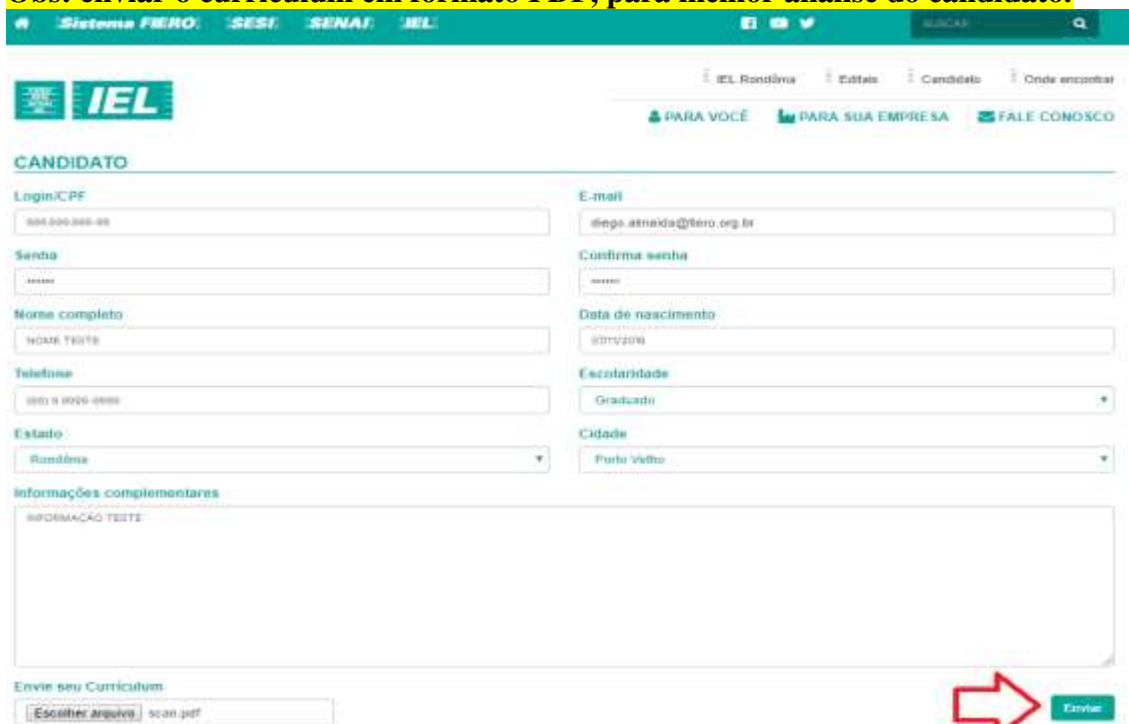 Obs: enviar o curriculum em formato PDF, para melhor análise do candidato.
Sistema FIERO SESI SENAI IEL BUSCAR
IEL Rondônia Editais Candidato Onde encontrar
IEL
PARA VOCÊ PARA SUA EMPRESA FALE CONOSCO
CANDIDATO
Login/CPF E-mail
diego.almeida@fiero.org.br
Senha Confirma senha
Nome completo Data de nascimento
NOME TESTE
Telefone Escolaridade
Graduado
Estado Cidade
Rondônia Porto Velho
Informações complementares
INFORMAÇÃO TESTE
Envie seu Curriculum
Escolher arquivo scan.pdf Enviar